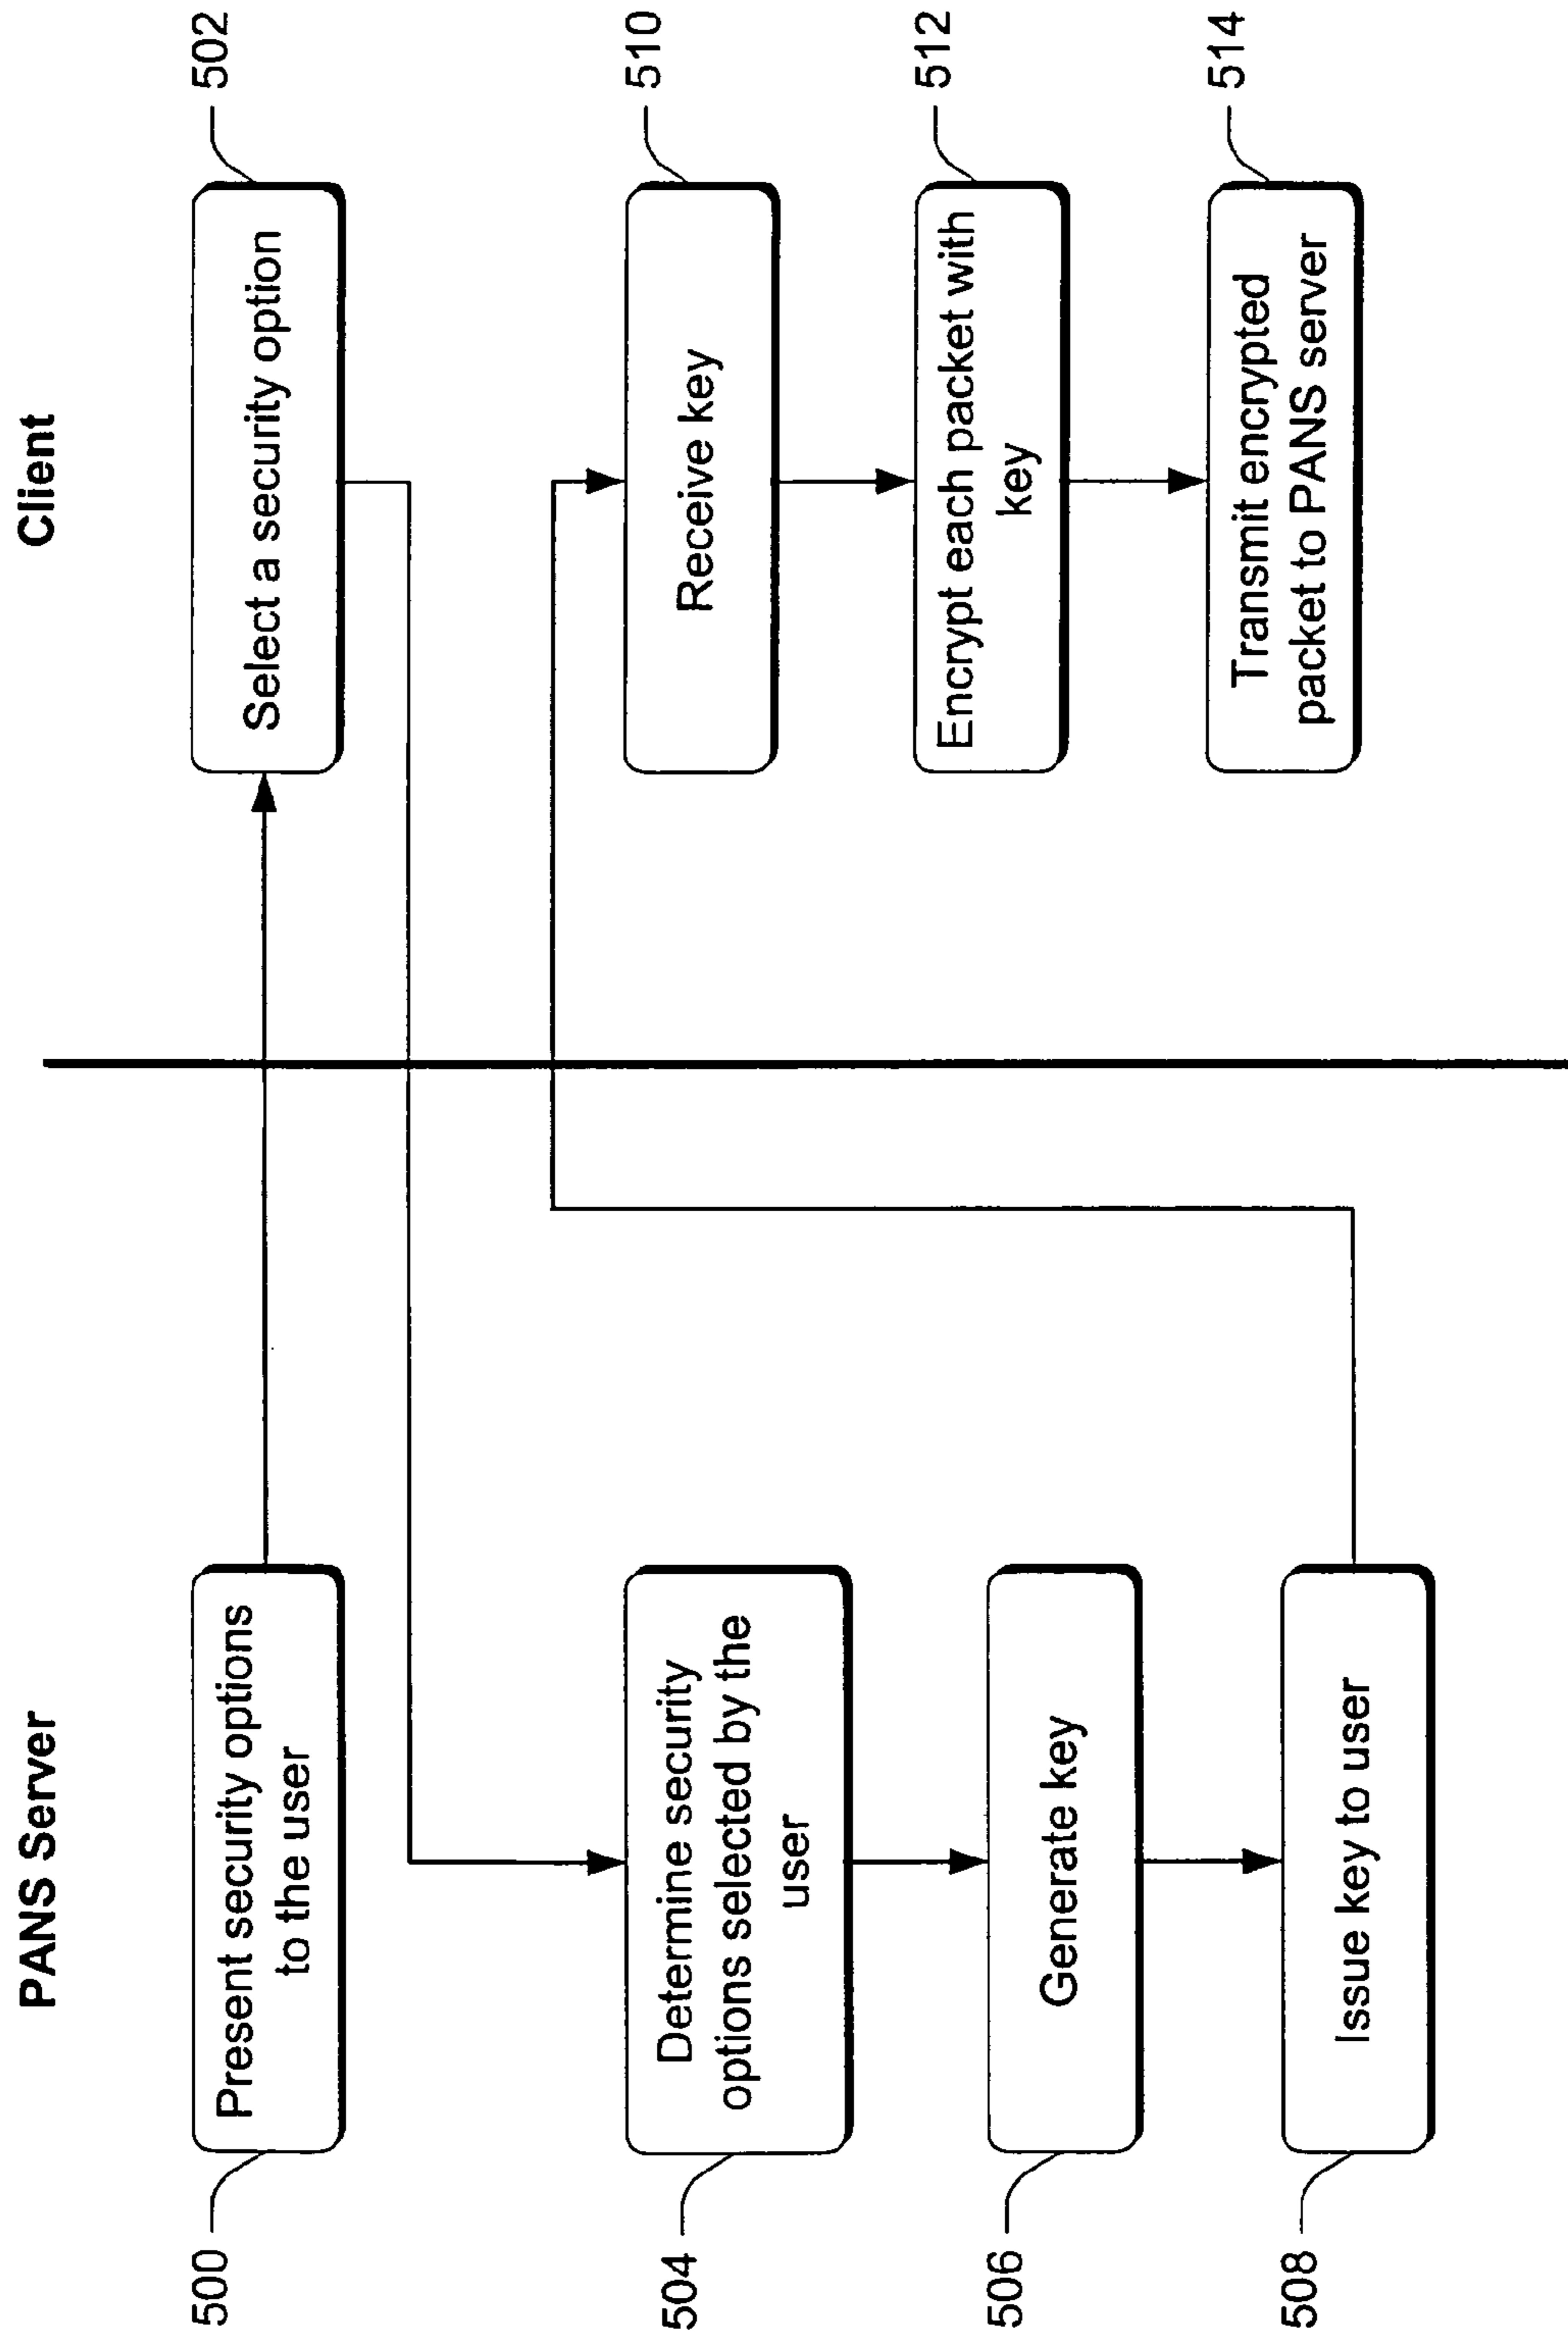 PANS Server
Client
500
Present security options
to the user
Select a security option
502
504
Determine security
options selected by the
user
506
Generate key
508
Issue key to user
Receive key
510
Encrypt each packet with
key
512
Transmit encrypted
packet to PANS server
514